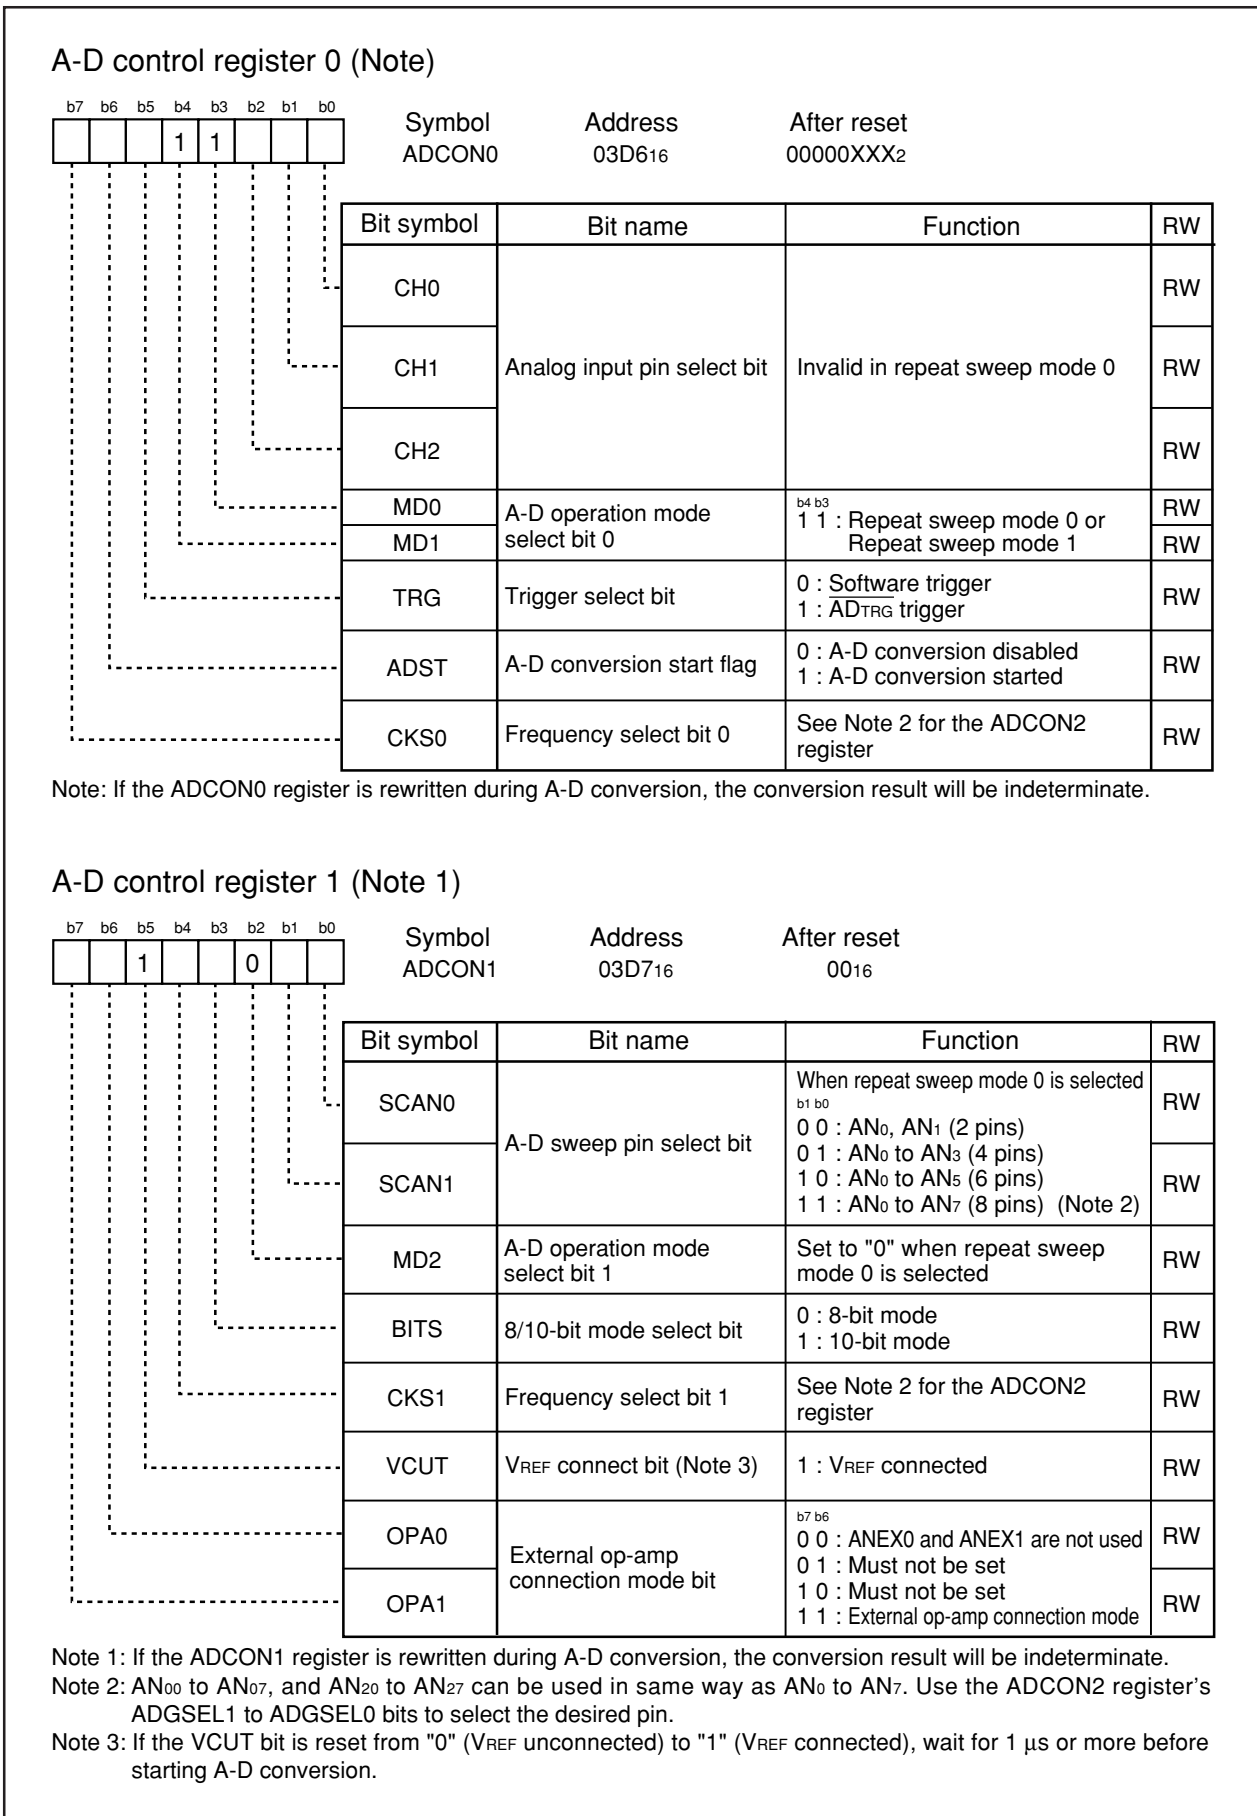 A-D control register 0 (Note)
b7 b6 b5 b4 b3 b2 b1 b0
1 1
Symbol Address After reset
ADCON0 03D616 00000XXX2
Bit symbol Bit name Function RW
CH0 RW
CH1 Analog input pin select bit Invalid in repeat sweep mode 0 RW
CH2 RW
MD0 A-D operation mode b4 b3 RW
select bit 0 1 1 : Repeat sweep mode 0 or
MD1 Repeat sweep mode 1 RW
TRG Trigger select bit 0 : Software trigger RW
1 : ADTRG trigger
ADST A-D conversion start flag 0 : A-D conversion disabled RW
1 : A-D conversion started
CKS0 Frequency select bit 0 See Note 2 for the ADCON2 RW
register
Note: If the ADCON0 register is rewritten during A-D conversion, the conversion result will be indeterminate.
A-D control register 1 (Note 1)
b7 b6 b5 b4 b3 b2 b1 b0
1 0
Symbol Address After reset
ADCON1 03D716 0016
Bit symbol Bit name Function RW
SCAN0 When repeat sweep mode 0 is selected RW
b1 b0
0 0 : AN0, AN1 (2 pins)
A-D sweep pin select bit 0 1 : AN0 to AN3 (4 pins)
SCAN1 1 0 : AN0 to AN5 (6 pins) RW
1 1 : AN0 to AN7 (8 pins) (Note 2)
MD2 A-D operation mode Set to "0" when repeat sweep RW
select bit 1 mode 0 is selected
BITS 8/10-bit mode select bit 0 : 8-bit mode RW
1 : 10-bit mode
CKS1 Frequency select bit 1 See Note 2 for the ADCON2 RW
register
VCUT VREF connect bit (Note 3) 1 : VREF connected RW
OPA0 b7 b6 RW
0 0 : ANEX0 and ANEX1 are not used
External op-amp 0 1 : Must not be set
connection mode bit 1 0 : Must not be set
OPA1 1 1 : External op-amp connection mode RW
Note 1: If the ADCON1 register is rewritten during A-D conversion, the conversion result will be indeterminate.
Note 2: AN00 to AN07, and AN20 to AN27 can be used in same way as AN0 to AN7. Use the ADCON2 register's
ADGSEL1 to ADGSEL0 bits to select the desired pin.
Note 3: If the VCUT bit is reset from "0" (VREF unconnected) to "1" (VREF connected), wait for 1 µs or more before
starting A-D conversion.